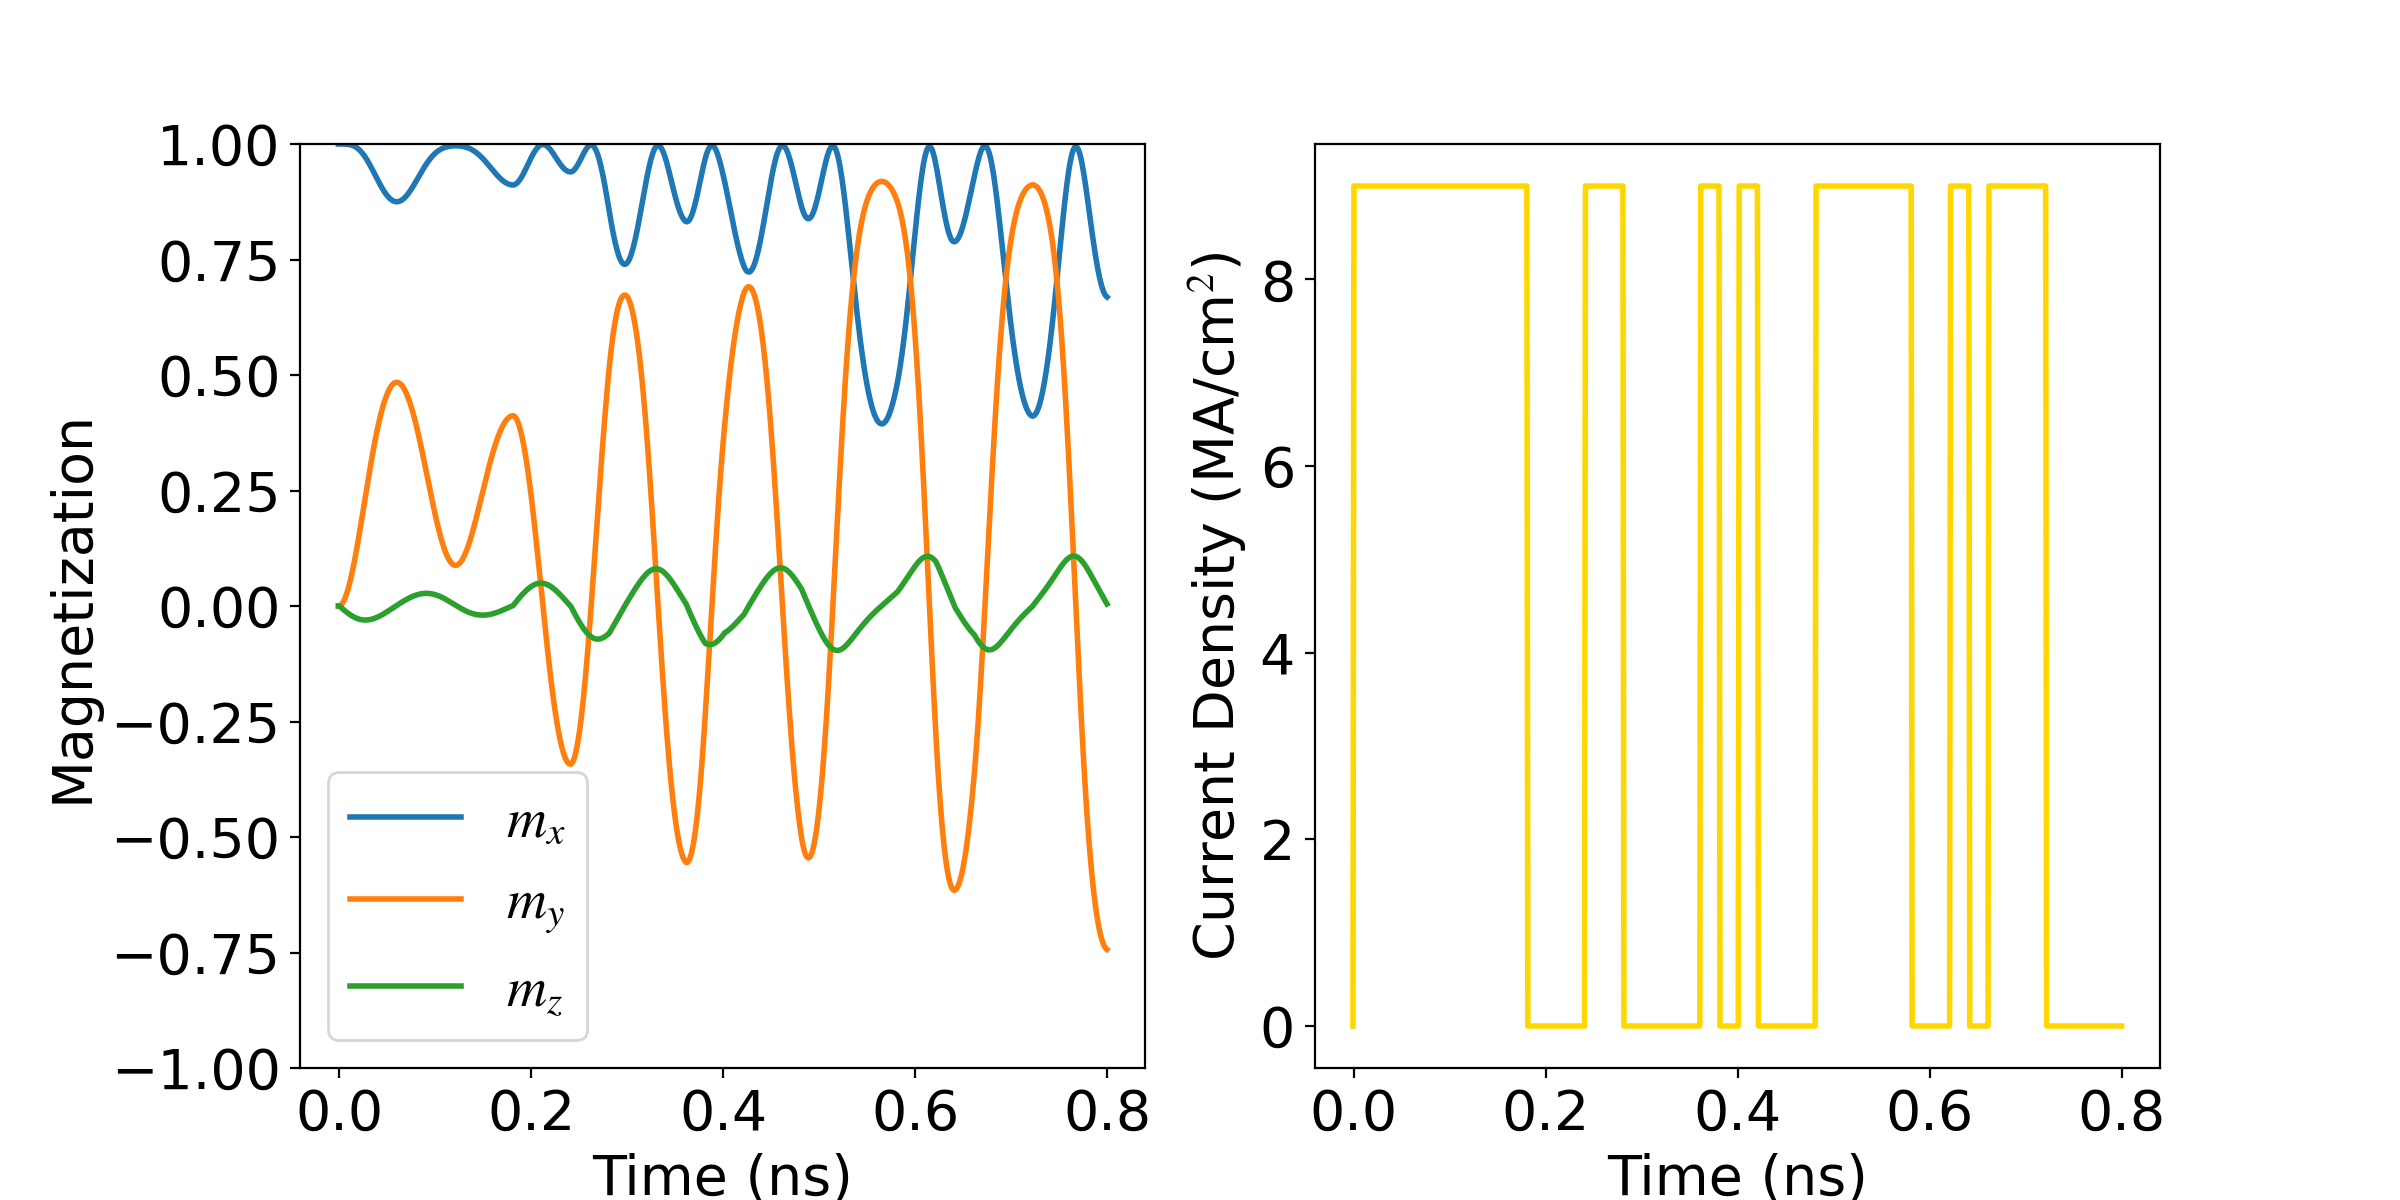 Magnetization
1.00
0.75
0.50
0.25
0.00
−0.25
−0.50
−0.75
−1.00
m_x
m_y
m_z
0.0 0.2 0.4 0.6 0.8
Time (ns)
Current Density (MA/cm²)
8
6
4
2
0
0.0 0.2 0.4 0.6 0.8
Time (ns)